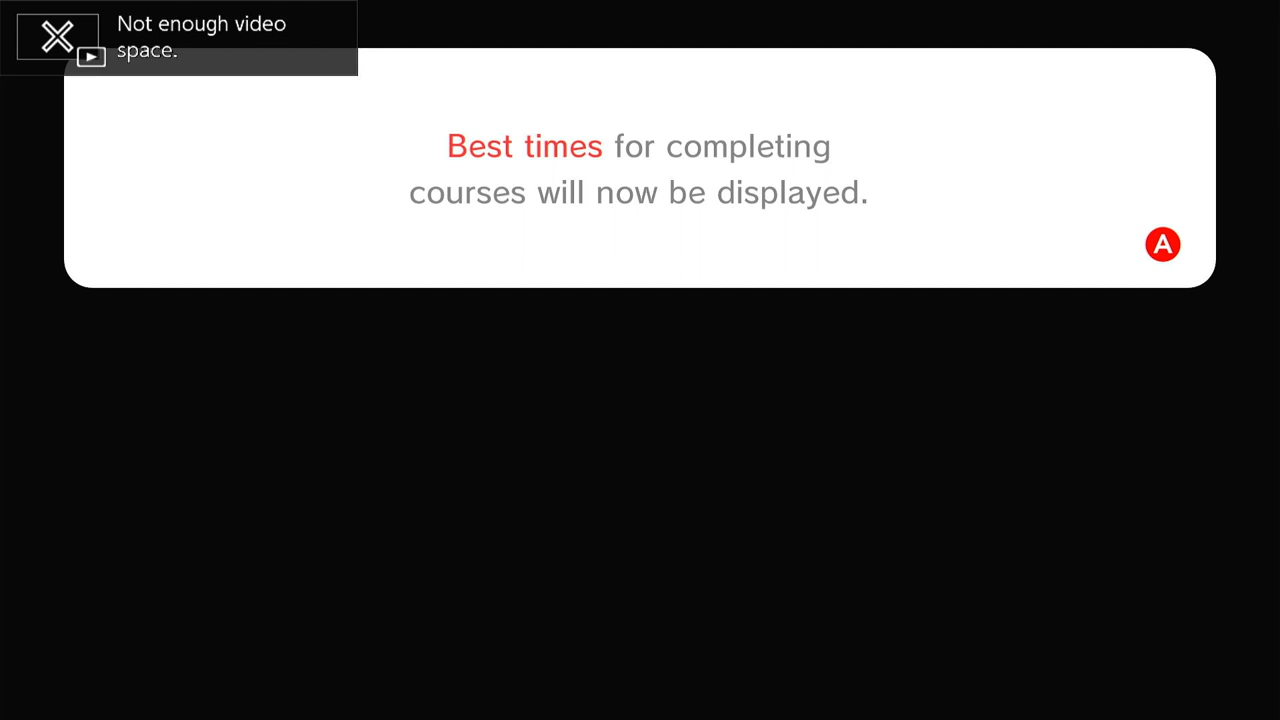 Not enough video
space.
Best times for completing
courses will now be displayed.
A